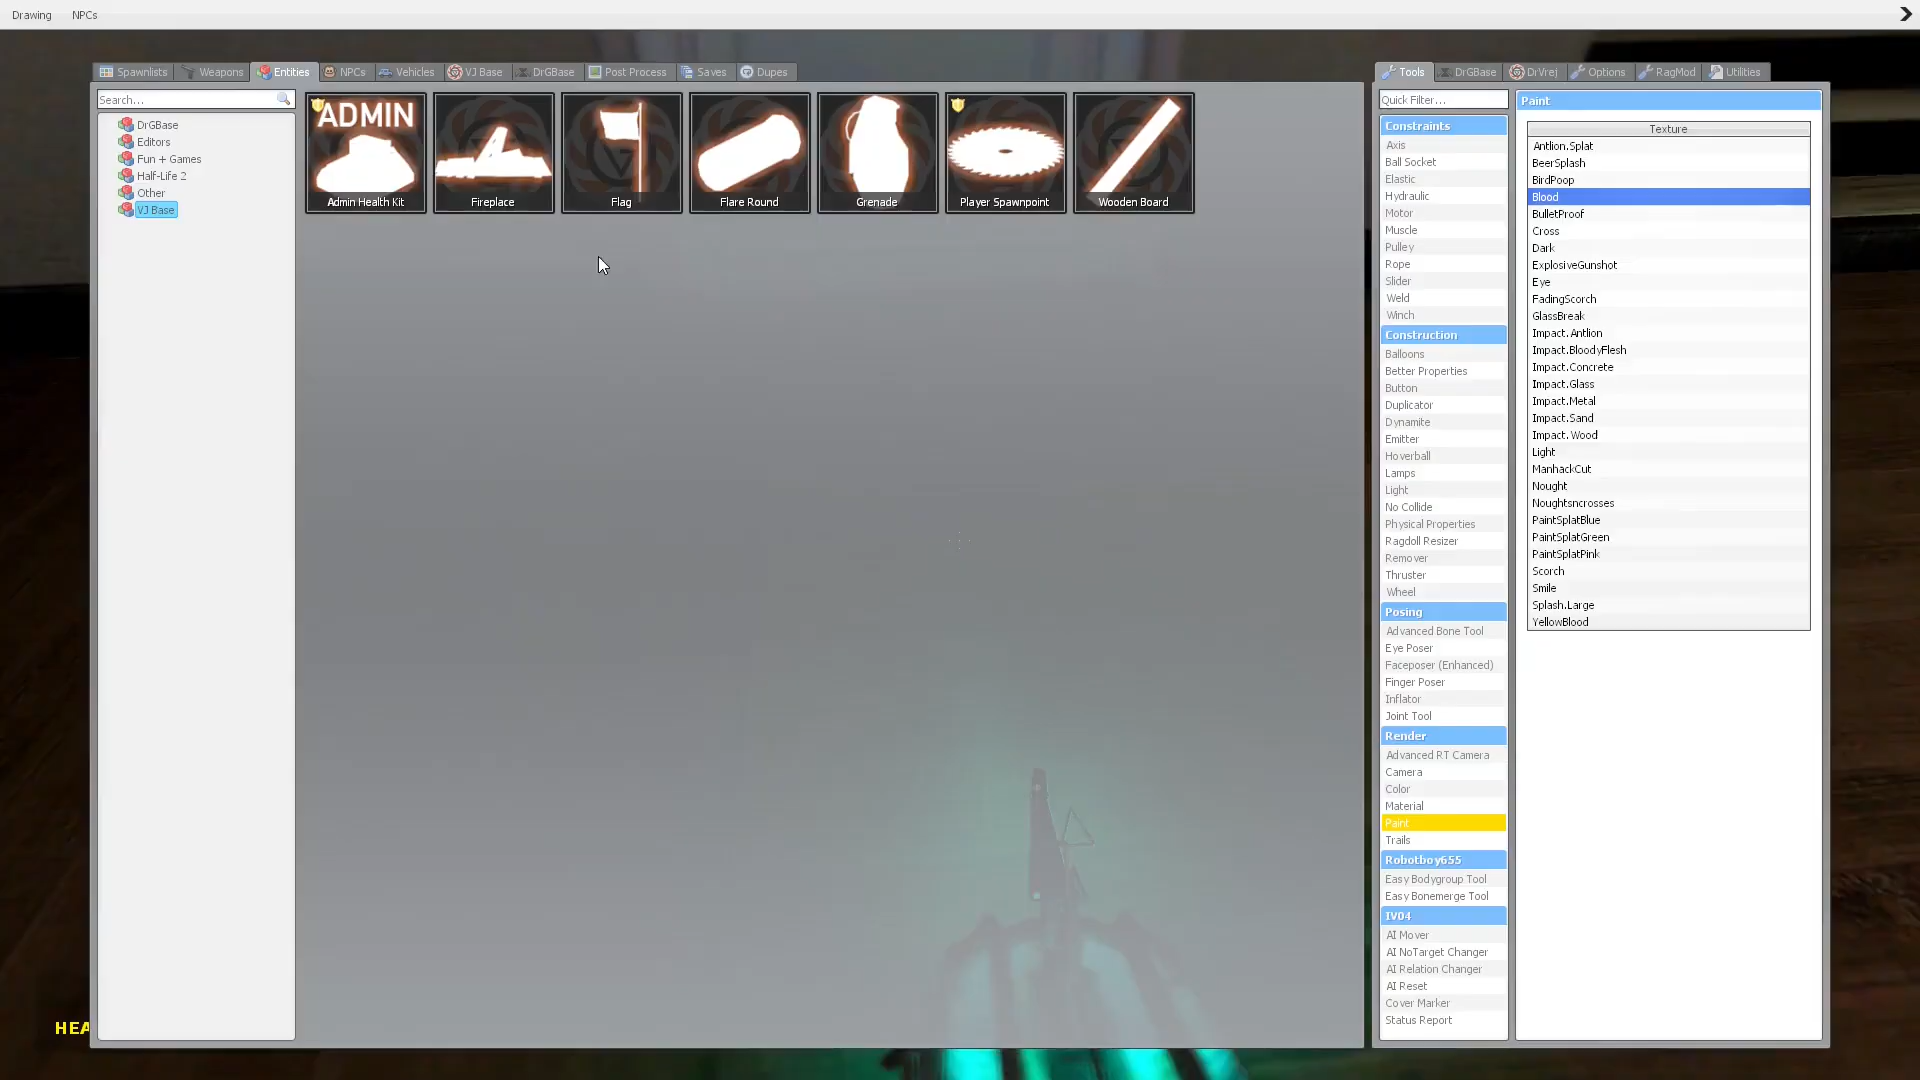 Drawing NPCs
Spawnlists Weapons Entities NPCs Vehicles VJ Base DrGBase Post Process Saves Dupes
Search...
DrGBase
Editors
Fun + Games
Half-Life 2
Other
VJ Base
ADMIN
Admin Health Kit
Fireplace
Flag
Flare Round
Grenade
Player Spawnpoint
Wooden Board
HEA
Tools DrGBase DrVrej Options RagMod Utilities
Quick Filter...
Constraints
Axis
Ball Socket
Elastic
Hydraulic
Motor
Muscle
Pulley
Rope
Slider
Weld
Winch
Construction
Balloons
Better Properties
Button
Duplicator
Dynamite
Emitter
Hoverball
Lamps
Light
No Collide
Physical Properties
Ragdoll Resizer
Remover
Thruster
Wheel
Posing
Advanced Bone Tool
Eye Poser
Faceposer (Enhanced)
Finger Poser
Inflator
Joint Tool
Render
Advanced RT Camera
Camera
Color
Material
Paint
Trails
Robotboy655
Easy Bodygroup Tool
Easy Bonemerge Tool
IV04
AI Mover
AI NoTarget Changer
AI Relation Changer
AI Reset
Cover Marker
Status Report
Paint
Texture
Antlion.Splat
BeerSplash
BirdPoop
Blood
BulletProof
Cross
Dark
ExplosiveGunshot
Eye
FadingScorch
GlassBreak
Impact.Antlion
Impact.BloodyFlesh
Impact.Concrete
Impact.Glass
Impact.Metal
Impact.Sand
Impact.Wood
Light
ManhackCut
Nought
Noughtsncrosses
PaintSplatBlue
PaintSplatGreen
PaintSplatPink
Scorch
Smile
Splash.Large
YellowBlood